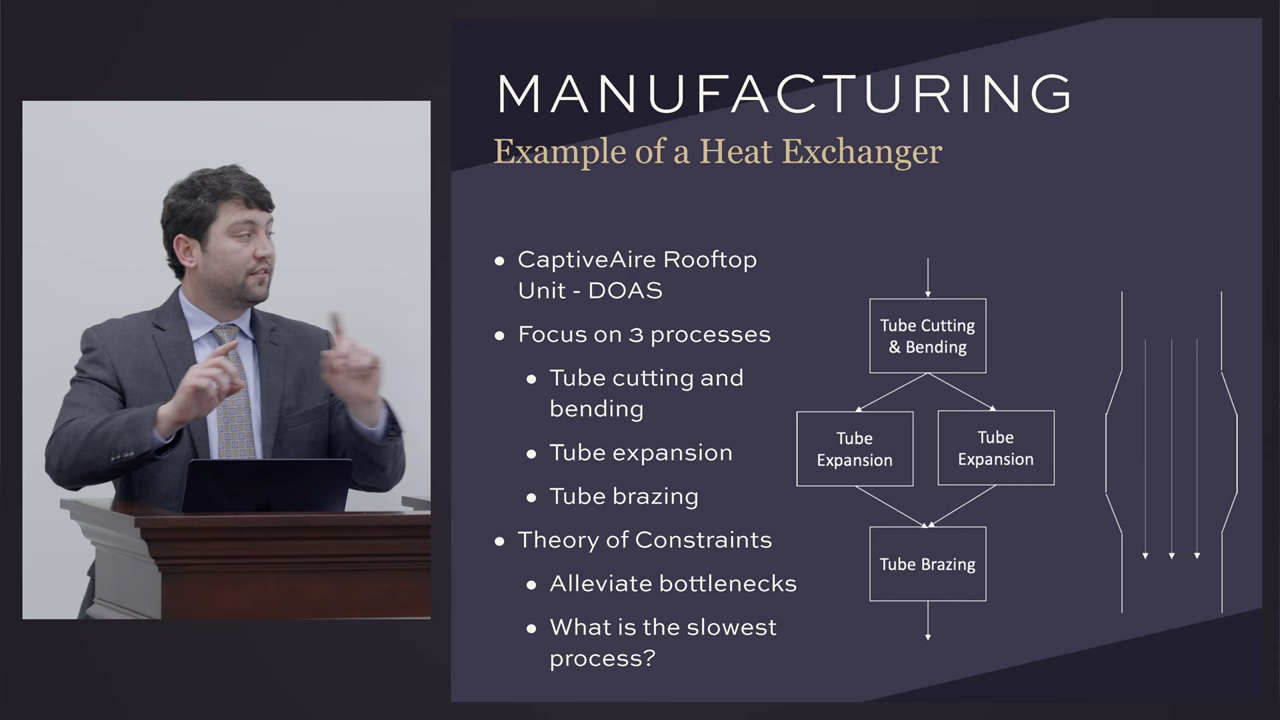 MANUFACTURING
Example of a Heat Exchanger
• CaptiveAire Rooftop
Unit - DOAS
• Focus on 3 processes
• Tube cutting and
bending
• Tube expansion
• Tube brazing
• Theory of Constraints
• Alleviate bottlenecks
• What is the slowest
process?
Tube Cutting
& Bending
Tube
Expansion
Tube
Expansion
Tube Brazing